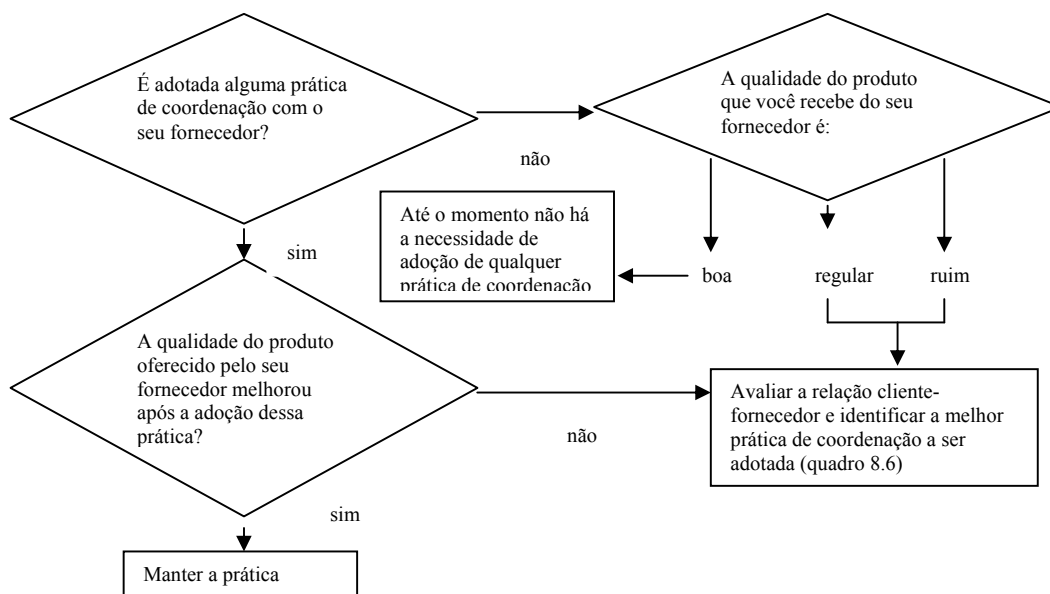 É adotada alguma prática
de coordenação com o
seu fornecedor?
não
A qualidade do produto
que você recebe do seu
fornecedor é:
Até o momento não há
a necessidade de
adoção de qualquer
prática de coordenação
boa
regular
ruim
sim
A qualidade do produto
oferecido pelo seu
fornecedor melhorou
após a adoção dessa
prática?
não
Avaliar a relação cliente-
fornecedor e identificar a melhor
prática de coordenação a ser
adotada (quadro 8.6)
sim
Manter a prática